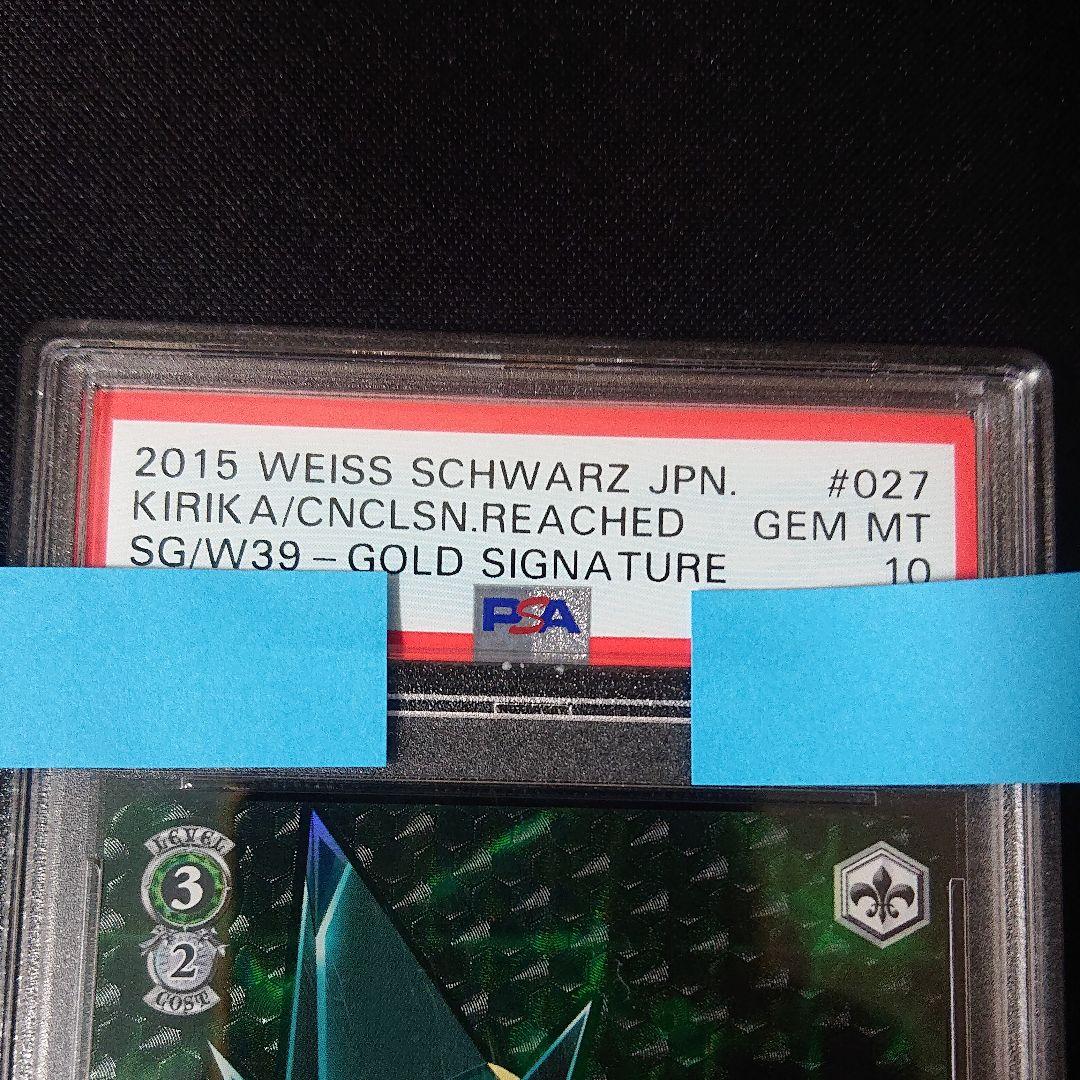 2015 WEISS SCHWARZ JPN. #027
KIRIKA/CNCLSN.REACHED GEM MT
SG/W39-GOLD SIGNATURE 10
PSA
LEVEL
3
2
COST